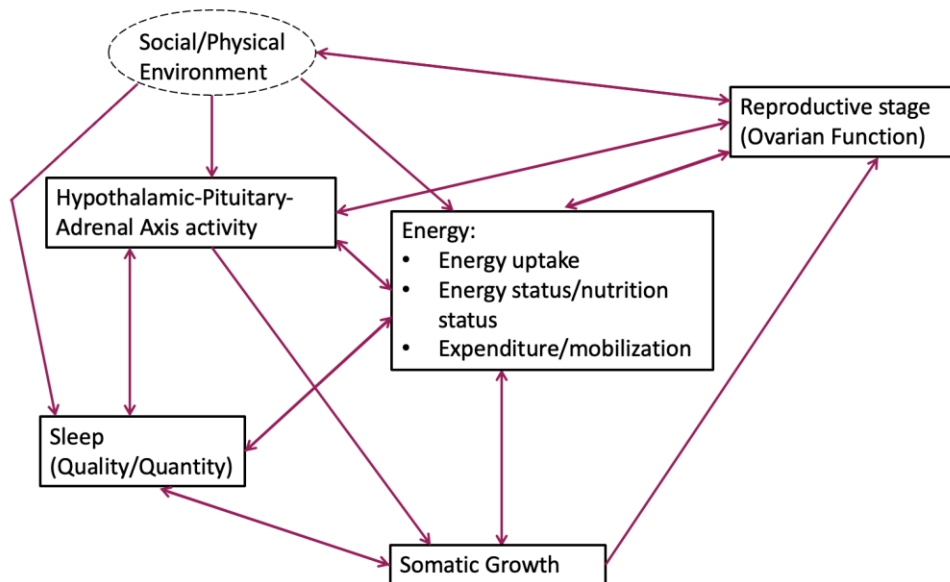 Social/Physical
Environment
Reproductive stage
(Ovarian Function)
Hypothalamic-Pituitary-
Adrenal Axis activity
Energy:
• Energy uptake
• Energy status/nutrition
status
• Expenditure/mobilization
Sleep
(Quality/Quantity)
Somatic Growth